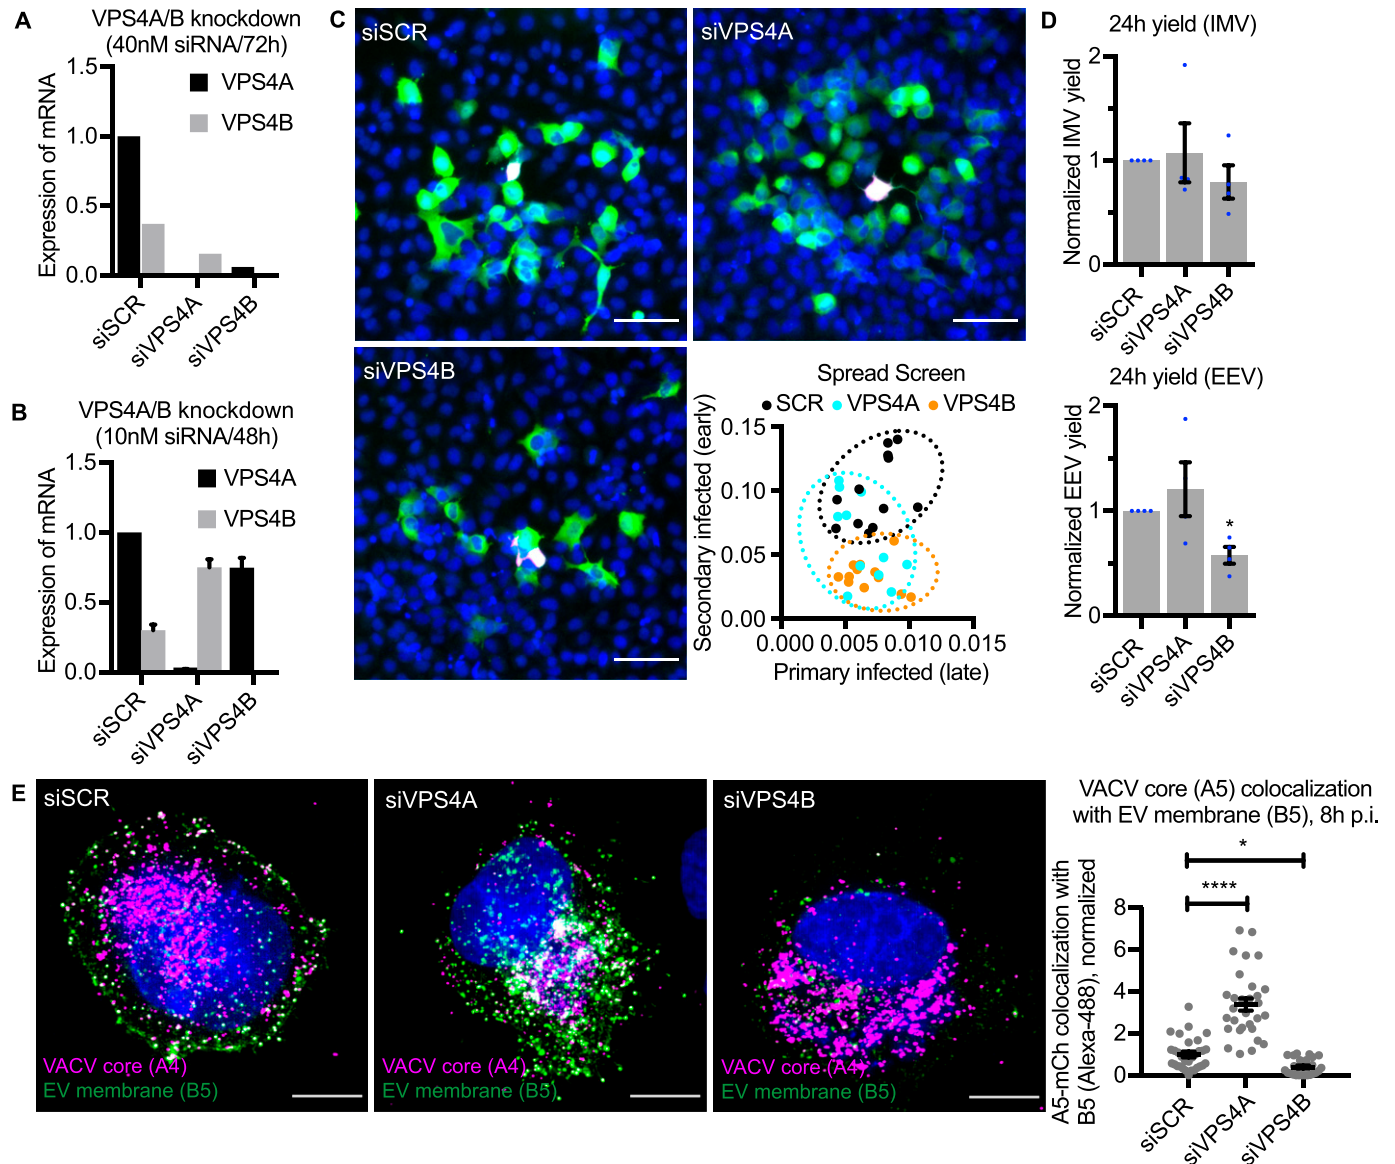 A
VPS4A/B knockdown
(40nM siRNA/72h)
Expression of mRNA
1.5
1.0
0.5
0.0
VPS4A
VPS4B
siSCR
siVPS4A
siVPS4B
B
VPS4A/B knockdown
(10nM siRNA/48h)
Expression of mRNA
1.5
1.0
0.5
0.0
VPS4A
VPS4B
siSCR
siVPS4A
siVPS4B
C
siSCR
siVPS4A
siVPS4B
Spread Screen
SCR VPS4A VPS4B
Secondary infected (early)
0.15
0.10
0.05
0.00
0.000 0.005 0.010 0.015
Primary infected (late)
D
24h yield (IMV)
Normalized IMV yield
2
1
0
siSCR
siVPS4A
siVPS4B
24h yield (EEV)
Normalized EEV yield
2
1
0
*
siSCR
siVPS4A
siVPS4B
E
siSCR
VACV core (A4)
EV membrane (B5)
siVPS4A
VACV core (A4)
EV membrane (B5)
siVPS4B
VACV core (A4)
EV membrane (B5)
VACV core (A5) colocalization
with EV membrane (B5), 8h p.i.
A5-mCh colocalization with
B5 (Alexa-488), normalized
*
****
8
6
4
2
0
siSCR
siVPS4A
siVPS4B